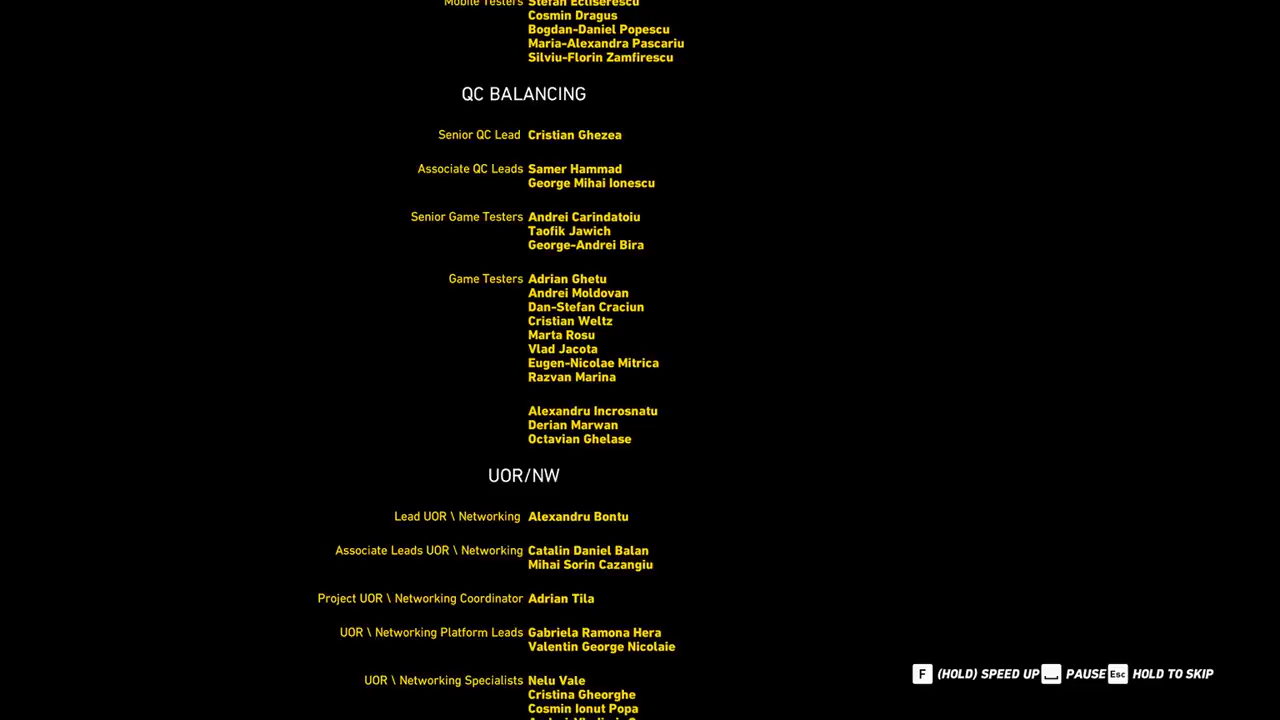 Mobile Testers Stefan Ecliserescu
Cosmin Dragus
Bogdan-Daniel Popescu
Maria-Alexandra Pascariu
Silviu-Florin Zamfirescu
QC BALANCING
Senior QC Lead Cristian Ghezea
Associate QC Leads Samer Hammad
George Mihai Ionescu
Senior Game Testers Andrei Carindatoiu
Taofik Jawich
George-Andrei Bira
Game Testers Adrian Ghetu
Andrei Moldovan
Dan-Stefan Craciun
Cristian Weltz
Marta Rosu
Vlad Jacota
Eugen-Nicolae Mitrica
Razvan Marina
Alexandru Incrosnatu
Derian Marwan
Octavian Ghelase
UOR/NW
Lead UOR \ Networking Alexandru Bontu
Associate Leads UOR \ Networking Catalin Daniel Balan
Mihai Sorin Cazangiu
Project UOR \ Networking Coordinator Adrian Tila
UOR \ Networking Platform Leads Gabriela Ramona Hera
Valentin George Nicolaie
UOR \ Networking Specialists Nelu Vale
Cristina Gheorghe
Cosmin Ionut Popa
F (HOLD) SPEED UP PAUSE Esc HOLD TO SKIP